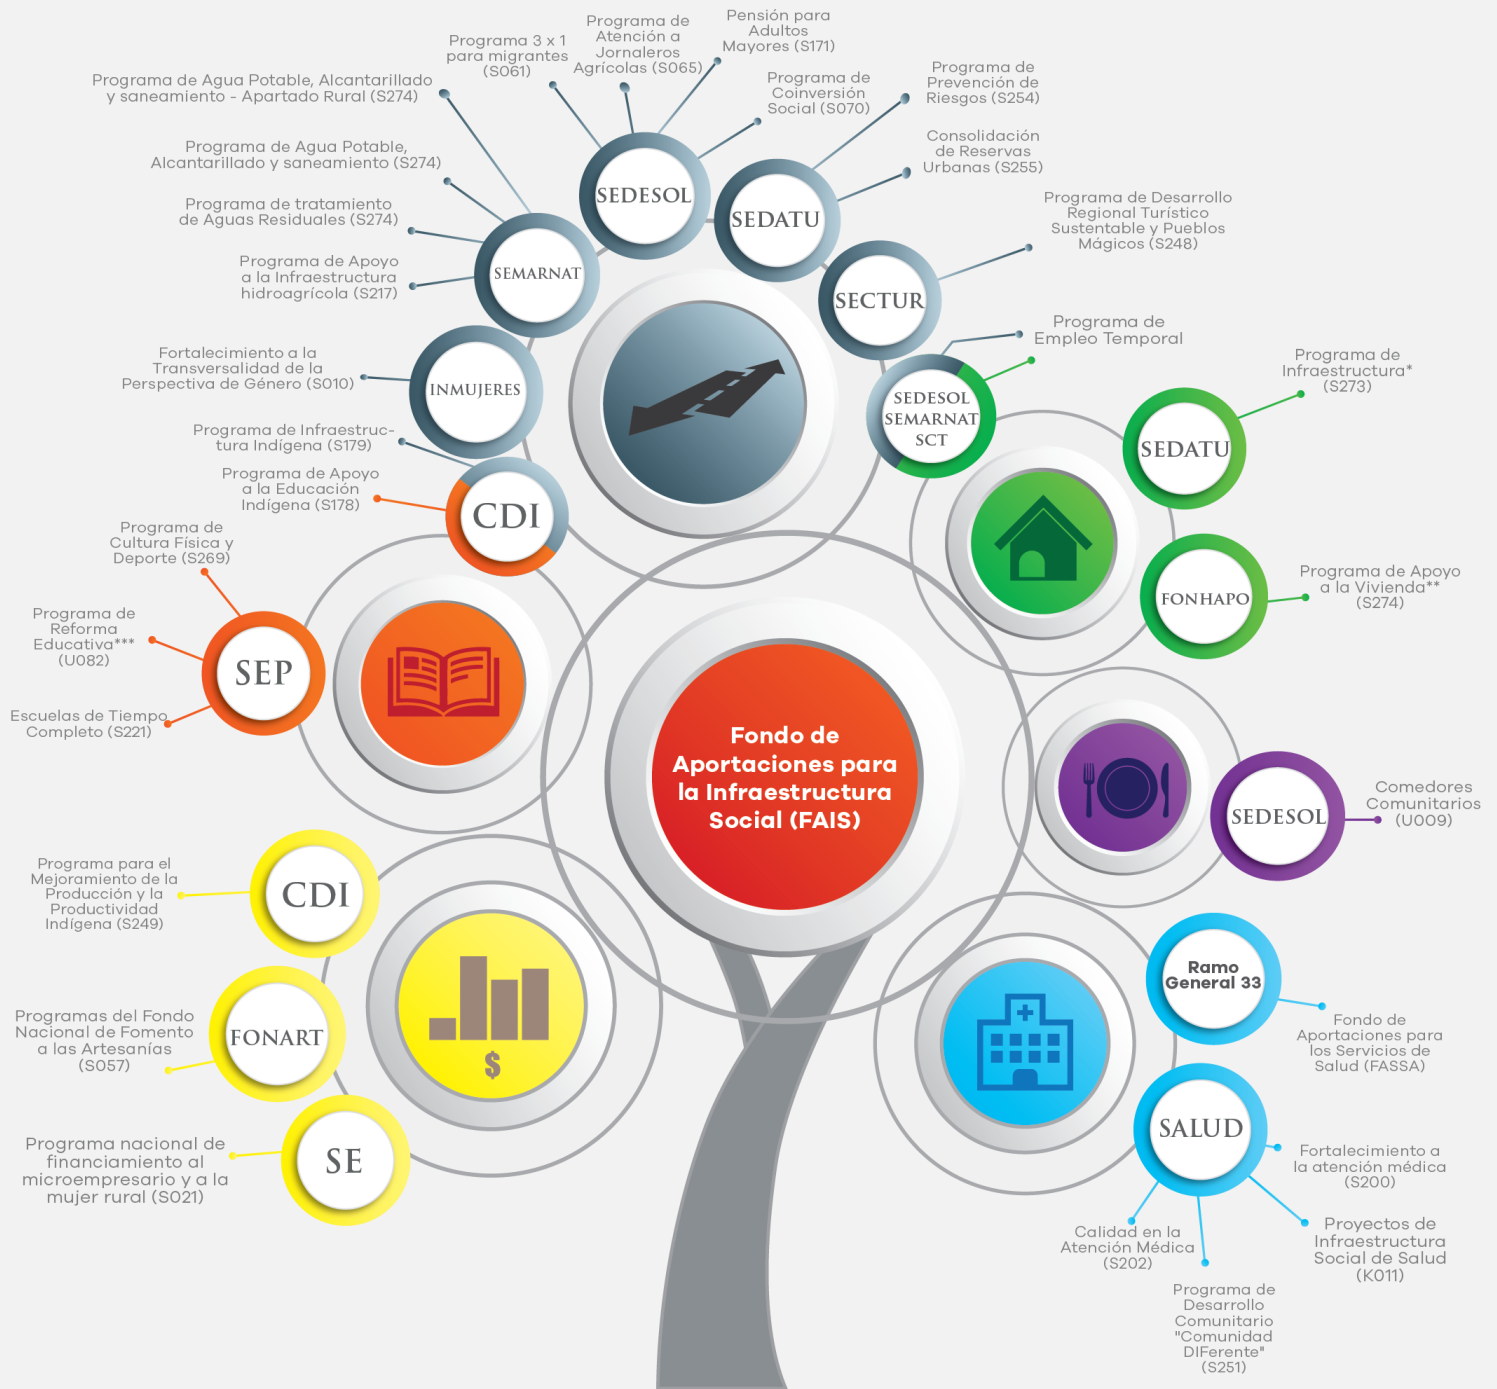 Programa 3 x 1
para migrantes
(S061)
Programa de
Atención a
Jornaleros
Agrícolas (S065)
Pensión para
Adultos
Mayores (S171)
Programa de
Coinversión
Social (S070)
SEDESOL
Programa de
Prevención de
Riesgos (S254)
Consolidación
de Reservas
Urbanas (S255)
SEDATU
Programa de Desarrollo
Regional Turístico
Sustentable y Pueblos
Mágicos (S248)
SECTUR
Programa de
Empleo Temporal
SEDESOL
SEMARNAT
SCT
Programa de Agua Potable, Alcantarillado
y saneamiento - Apartado Rural (S274)
Programa de Agua Potable,
Alcantarillado y saneamiento (S274)
Programa de tratamiento
de Aguas Residuales (S274)
Programa de Apoyo
a la Infraestructura
hidroagrícola (S217)
SEMARNAT
Fortalecimiento a la
Transversalidad de la
Perspectiva de Género (S010)
INMUJERES
Programa de Infraestruc-
tura Indígena (S179)
Programa de Apoyo
a la Educación
Indígena (S178)
CDI
Programa de
Infraestructura*
(S273)
SEDATU
FONHAPO
Programa de Apoyo
a la Vivienda**
(S274)
Programa de
Cultura Física y
Deporte (S269)
Programa de
Reforma
Educativa***
(U082)
Escuelas de Tiempo
Completo (S221)
SEP
Fondo de
Aportaciones para
la Infraestructura
Social (FAIS)
SEDESOL
Comedores
Comunitarios
(U009)
Programa para el
Mejoramiento de la
Producción y la
Productividad
Indígena (S249)
CDI
Programas del Fondo
Nacional de Fomento
a las Artesanías
(S057)
FONART
Programa nacional de
financiamiento al
microempresario y a la
mujer rural (S021)
SE
$
Ramo
General 33
Fondo de
Aportaciones para
los Servicios de
Salud (FASSA)
SALUD
Fortalecimiento a
la atención médica
(S200)
Proyectos de
Infraestructura
Social de Salud
(K011)
Calidad en la
Atención Médica
(S202)
Programa de
Desarrollo
Comunitario
"Comunidad
DIFerente"
(S251)